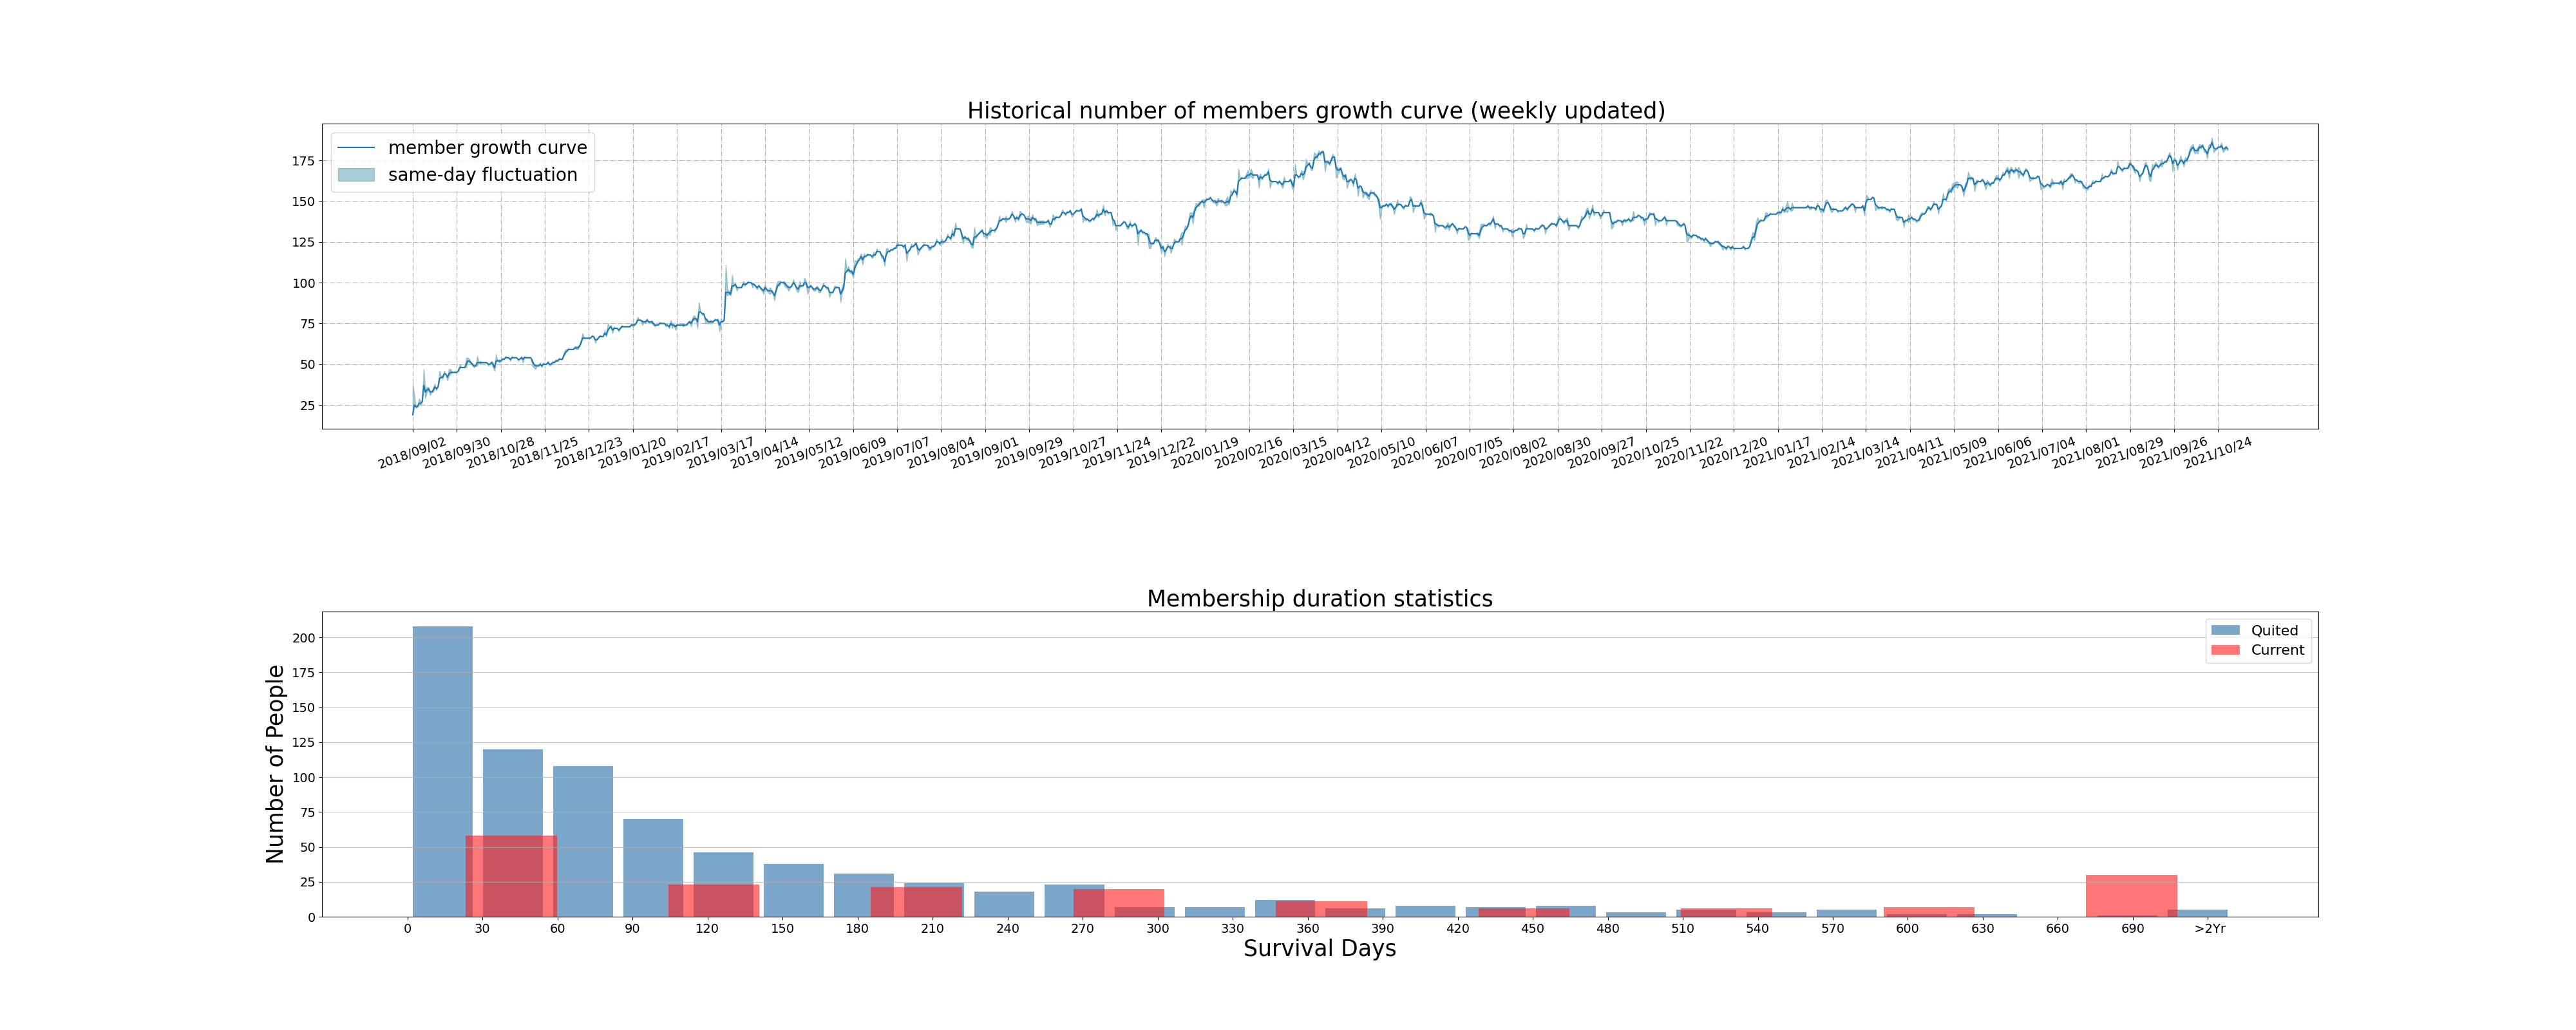 Historical number of members growth curve (weekly updated)
member growth curve
same-day fluctuation
175
150
125
100
75
50
25
2018/09/02 2018/09/30 2018/10/28 2018/11/25 2018/12/23 2019/01/20 2019/02/17 2019/03/17 2019/04/14 2019/05/12 2019/06/09 2019/07/07 2019/08/04 2019/09/01 2019/09/29 2019/10/27 2019/11/24 2019/12/22 2020/01/19 2020/02/16 2020/03/15 2020/04/12 2020/05/10 2020/06/07 2020/07/05 2020/08/02 2020/08/30 2020/09/27 2020/10/25 2020/11/22 2020/12/20 2021/01/17 2021/02/14 2021/03/14 2021/04/11 2021/05/09 2021/06/06 2021/07/04 2021/08/01 2021/08/29 2021/09/26 2021/10/24
Membership duration statistics
Quited
Current
Number of People
200
175
150
125
100
75
50
25
0
0 30 60 90 120 150 180 210 240 270 300 330 360 390 420 450 480 510 540 570 600 630 660 690 >2Yr
Survival Days